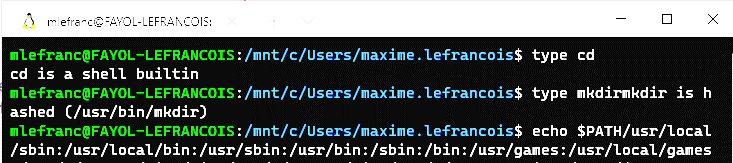 mlefranc@FAYOL-LEFRANCOIS:
mlefranc@FAYOL-LEFRANCOIS:/mnt/c/Users/maxime.lefrancois$ type cd
cd is a shell builtin
mlefranc@FAYOL-LEFRANCOIS:/mnt/c/Users/maxime.lefrancois$ type mkdirmkdir is h
ashed (/usr/bin/mkdir)
mlefranc@FAYOL-LEFRANCOIS:/mnt/c/Users/maxime.lefrancois$ echo $PATH/usr/local
/sbin:/usr/local/bin:/usr/sbin:/usr/bin:/sbin:/bin:/usr/games:/usr/local/games